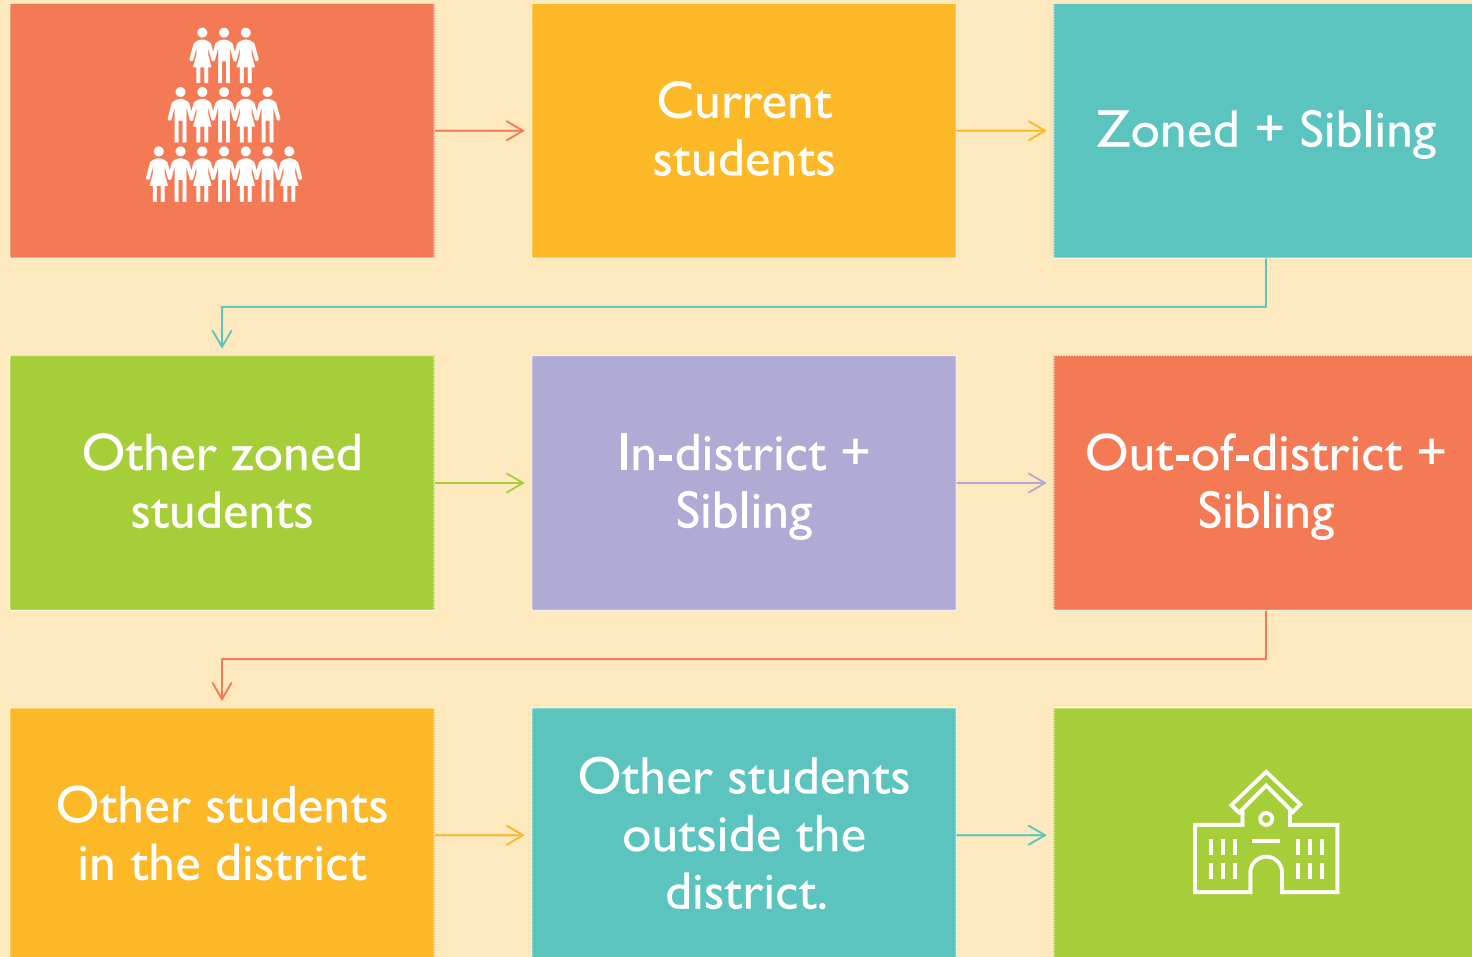 Current
students
Zoned + Sibling
Other zoned
students
In-district +
Sibling
Out-of-district +
Sibling
Other students
in the district
Other students
outside the
district.